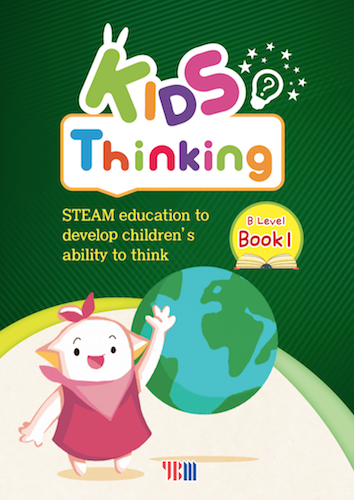 KIDS
Thinking
STEAM education to
develop children's
ability to think
B Level
Book 1
?
YBM